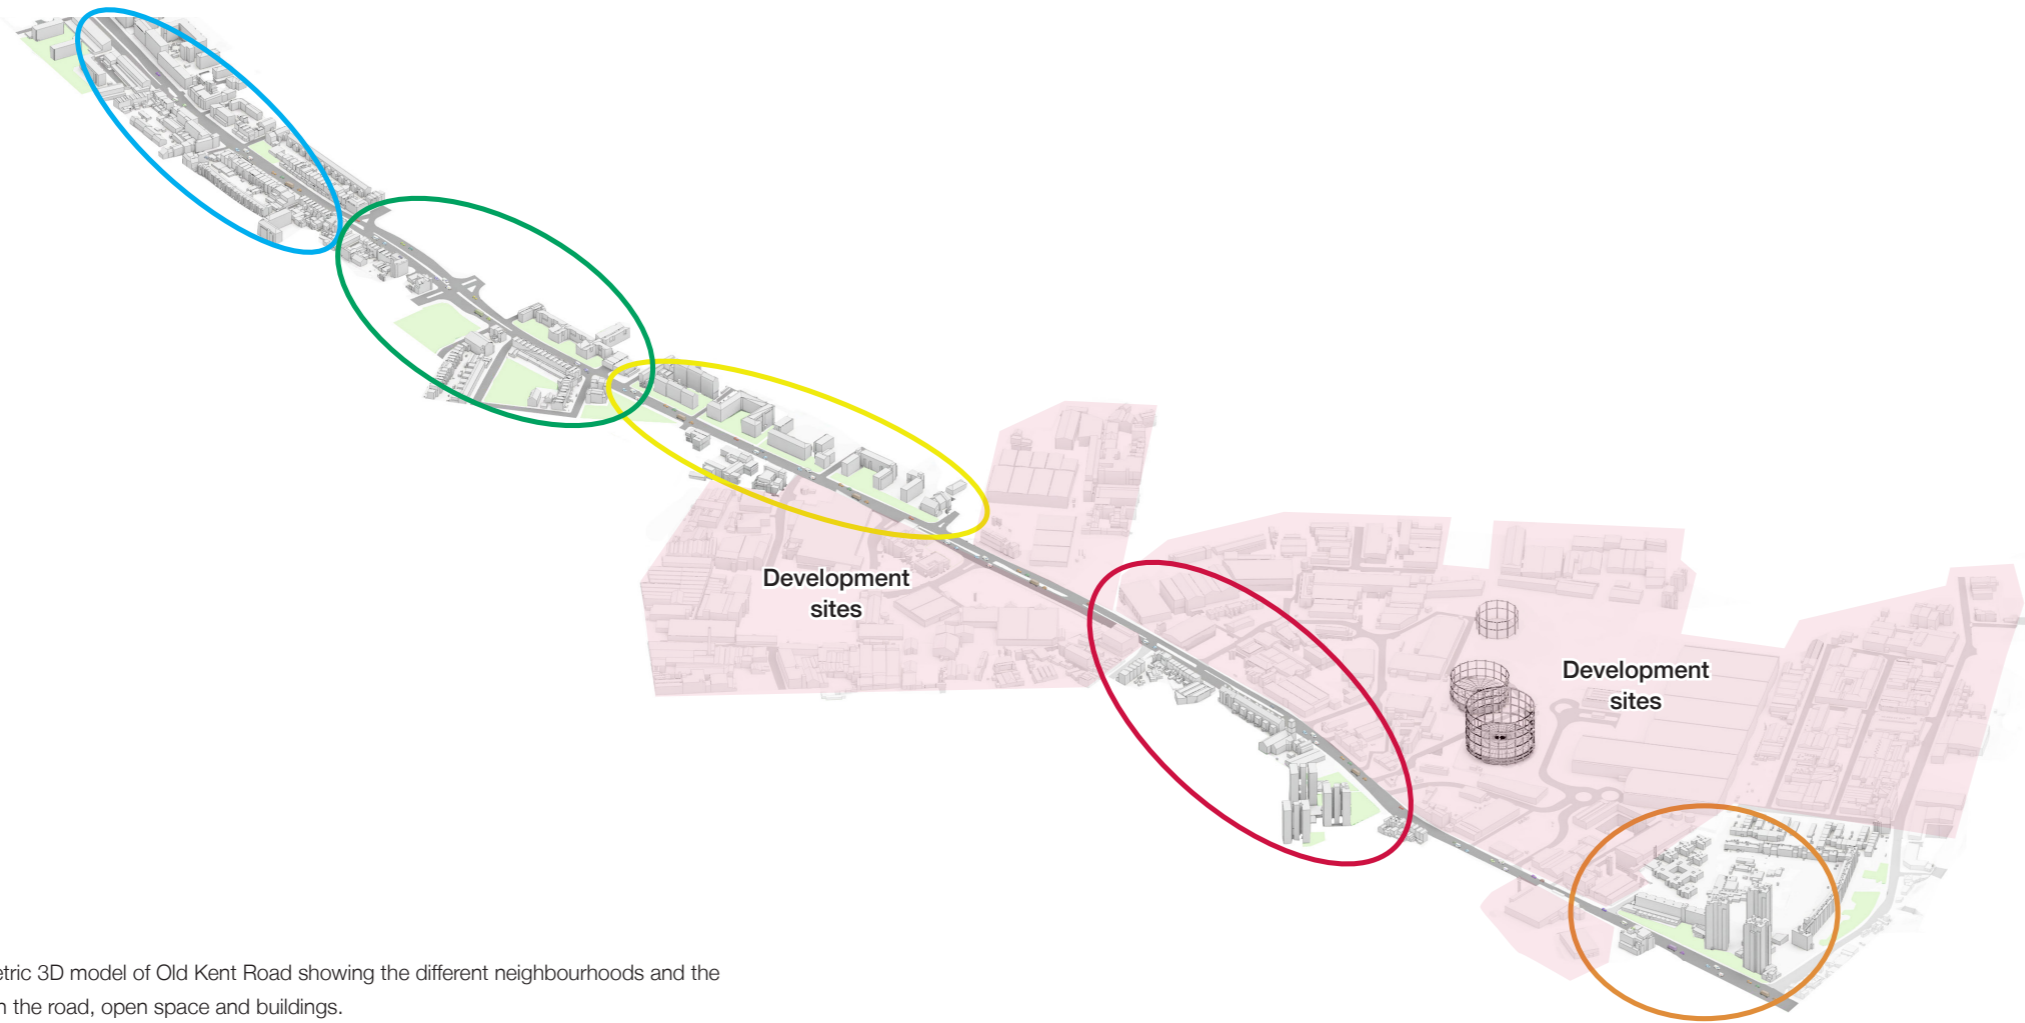 Development
sites
Development
sites
etric 3D model of Old Kent Road showing the different neighbourhoods and the
n the road, open space and buildings.